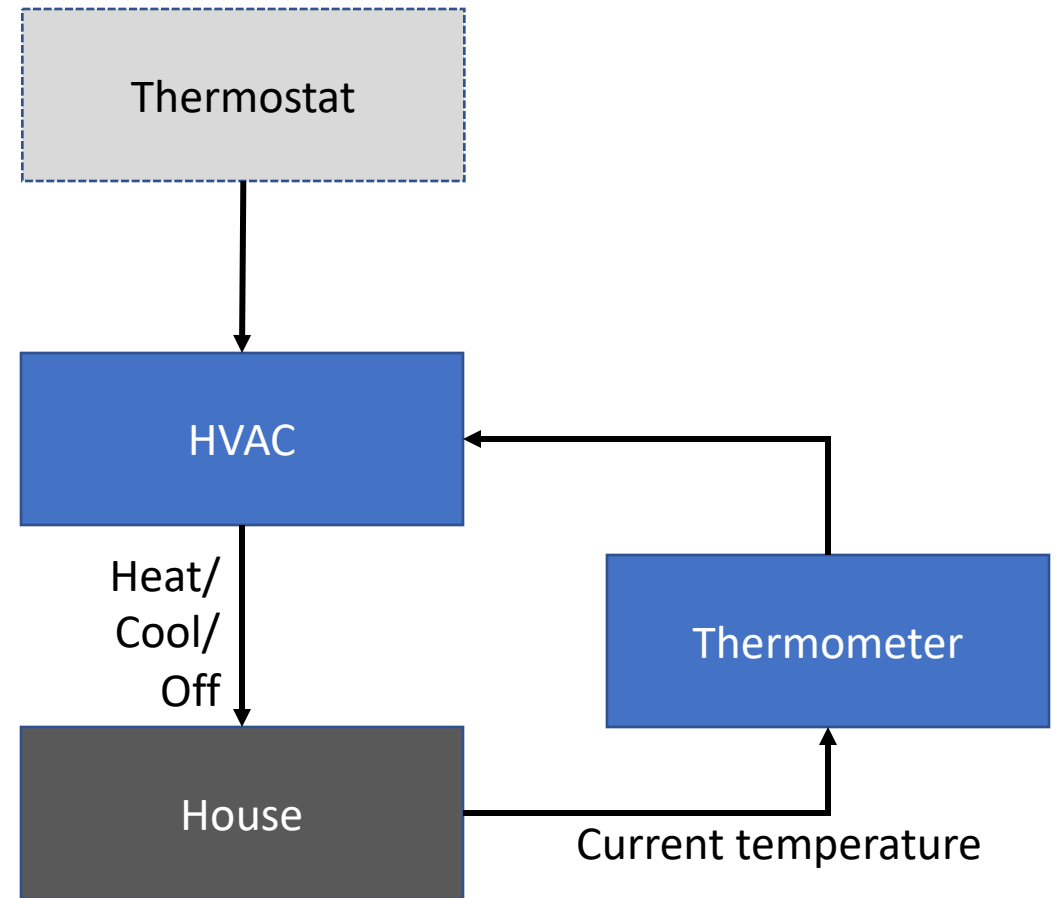 Thermostat
HVAC
Heat/
Cool/
Off
Thermometer
House
Current temperature